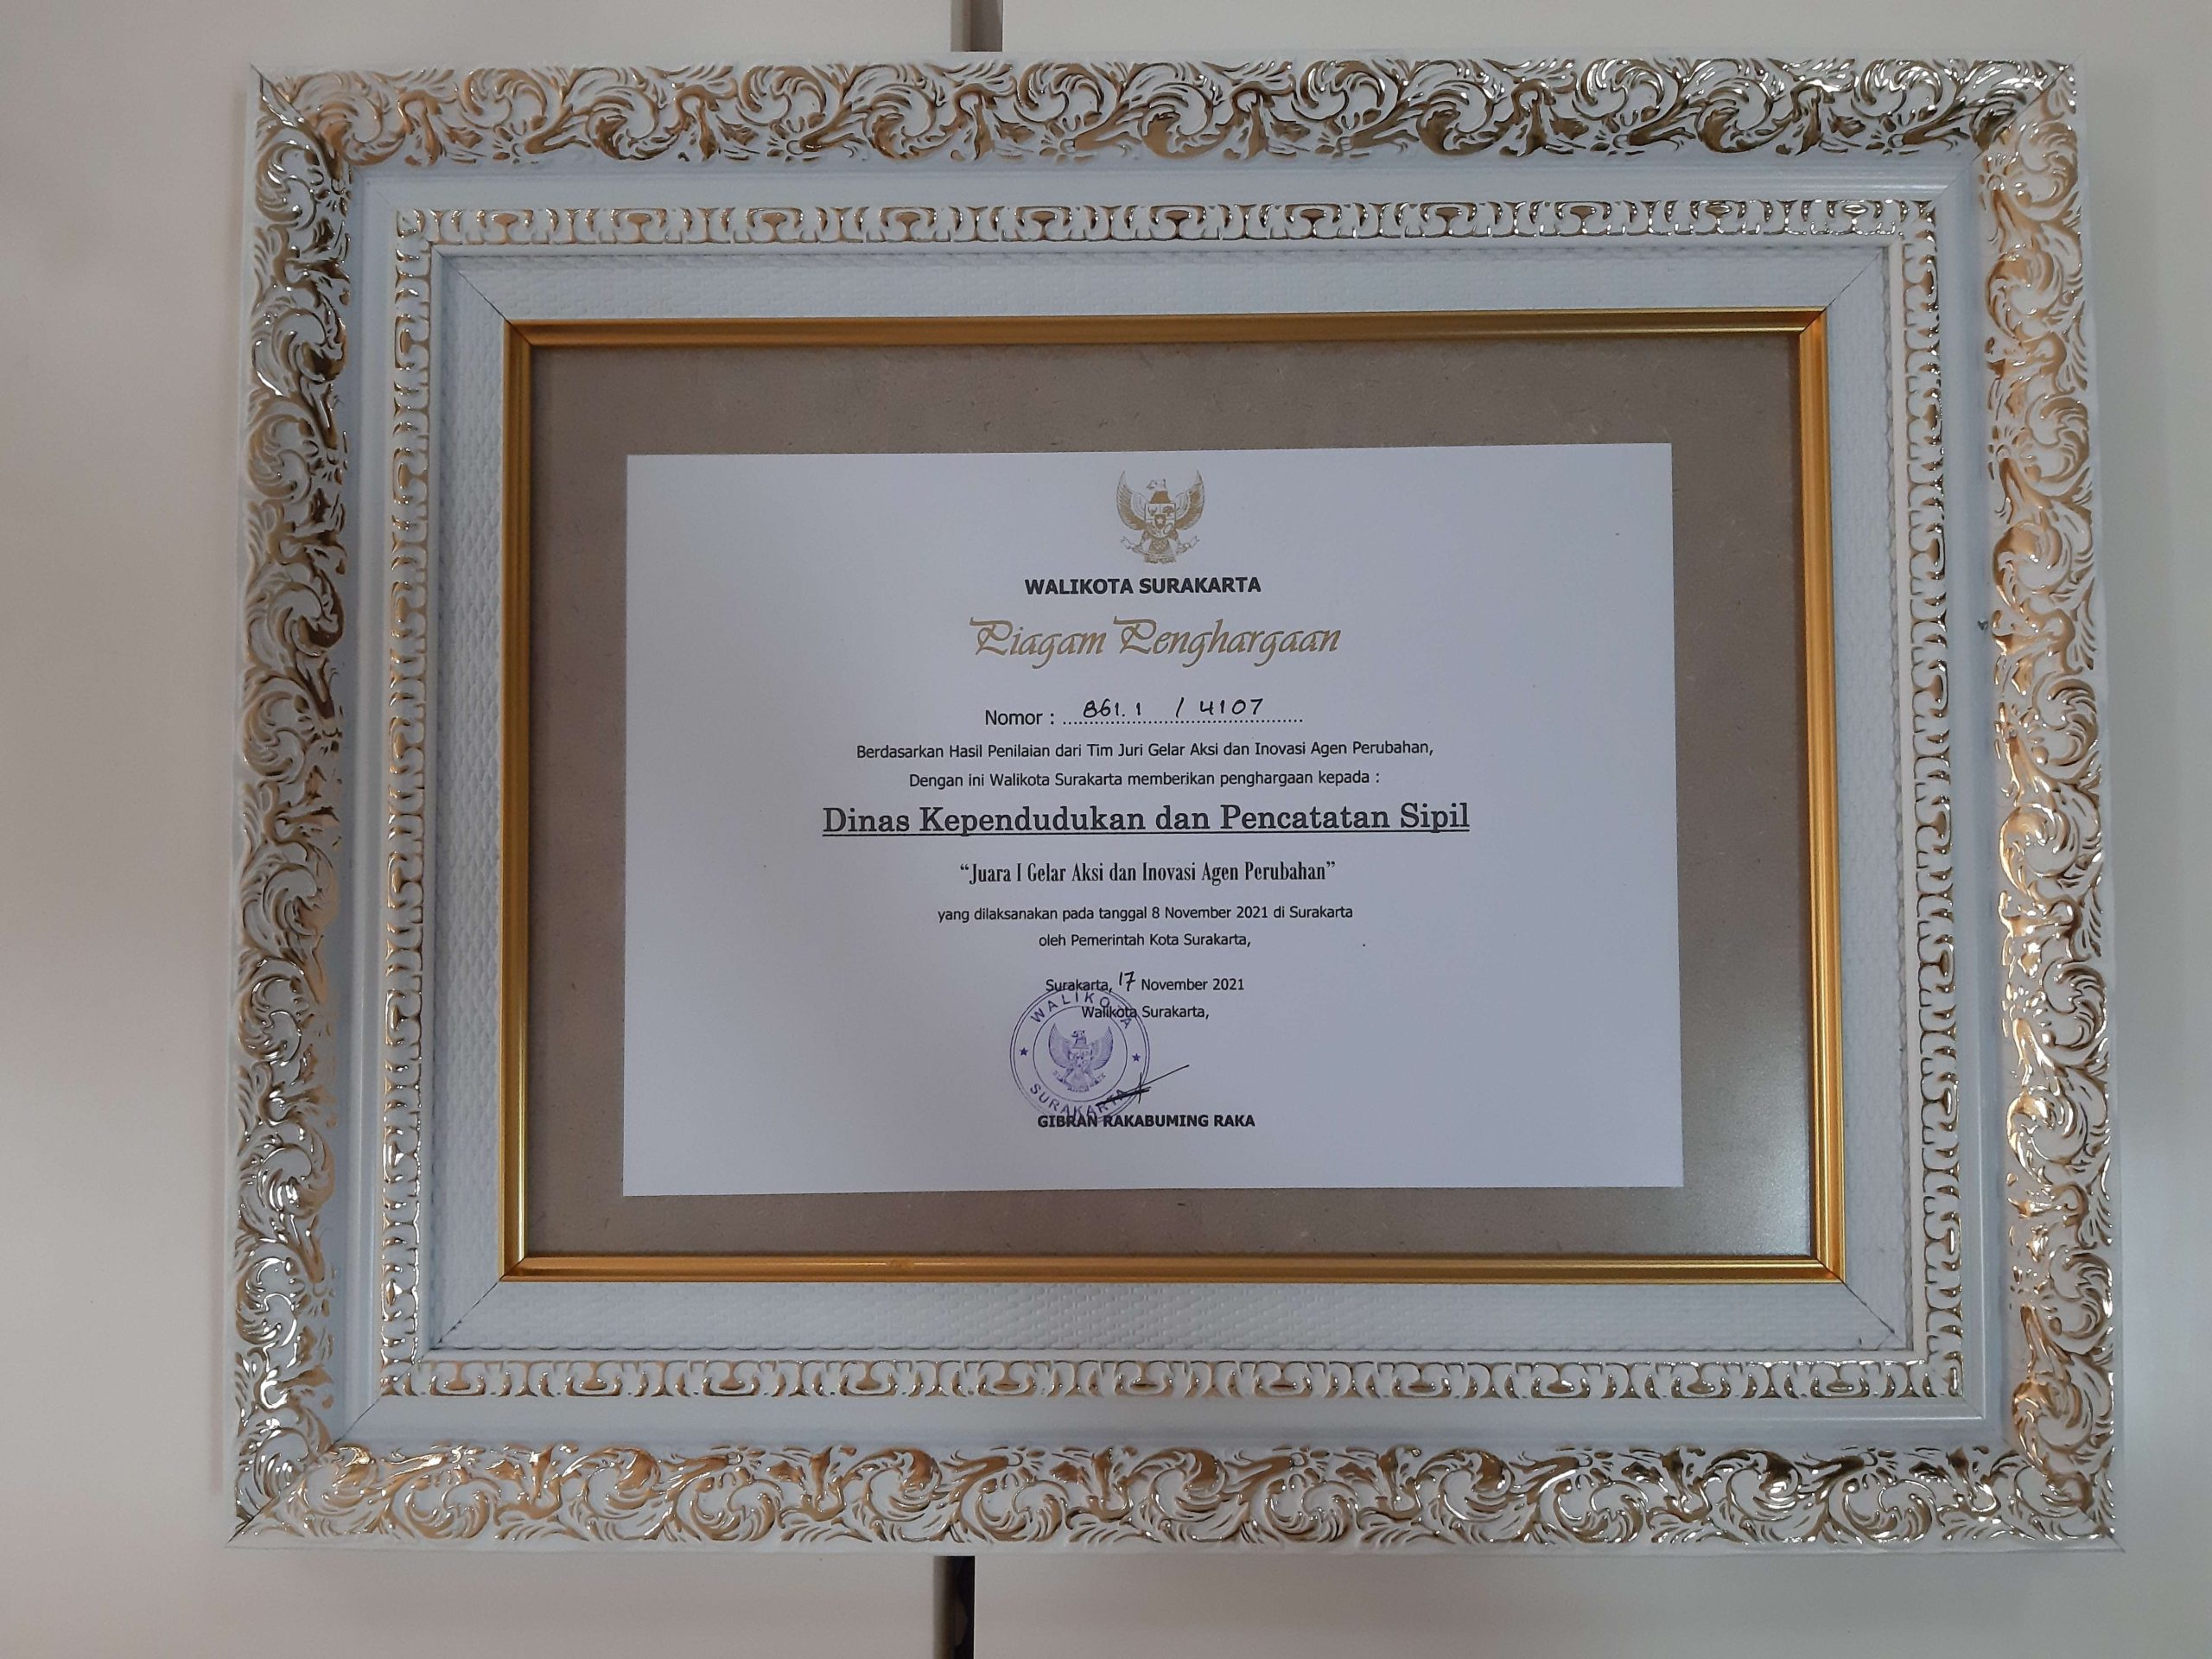 WALIKOTA SURAKARTA
Piagam Penghargaan
Nomor : 861.1 / 4107
Berdasarkan Hasil Penilaian dari Tim Juri Gelar Aksi dan Inovasi Agen Perubahan,
Dengan ini Walikota Surakarta memberikan penghargaan kepada :
Dinas Kependudukan dan Pencatatan Sipil
“Juara I Gelar Aksi dan Inovasi Agen Perubahan”
yang dilaksanakan pada tanggal 8 November 2021 di Surakarta
oleh Pemerintah Kota Surakarta,
Surakarta, 17 November 2021
Walikota Surakarta,
WALIKOTA
SURAKARTA
GIBRAN RAKABUMING RAKA